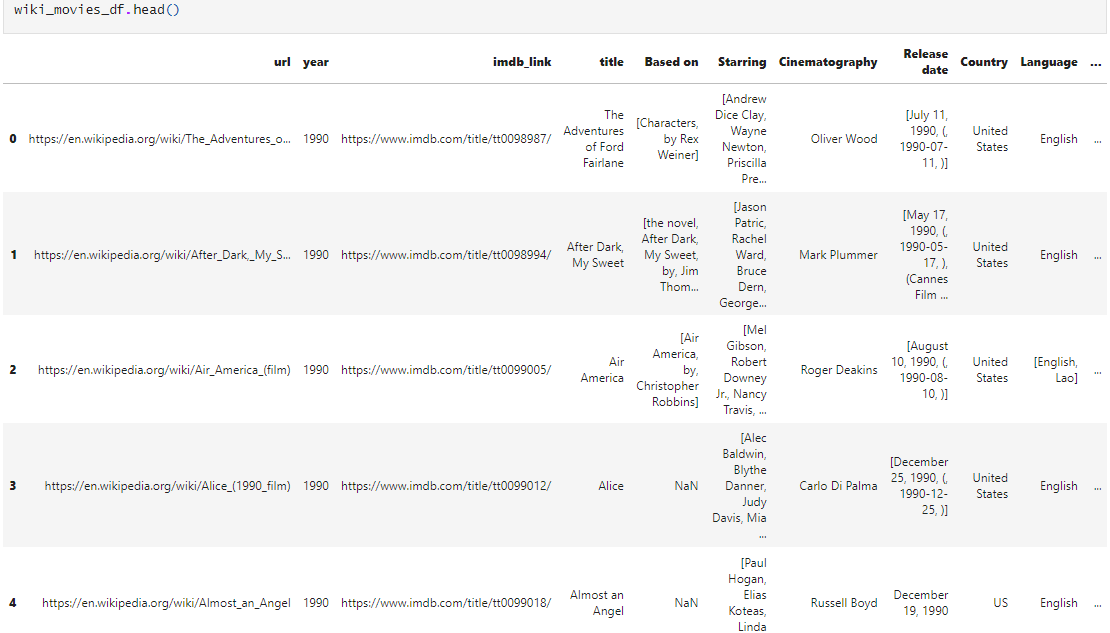 wiki_movies_df.head()
url year imdb_link title Based on Starring Cinematography Release date Country Language ...
0 https://en.wikipedia.org/wiki/The_Adventures_o... 1990 https://www.imdb.com/title/tt0098987/ The Adventures of Ford Fairlane [Characters, by Rex Weiner] [Andrew Dice Clay, Wayne Newton, Priscilla Pre... Oliver Wood [July 11, 1990, (, 1990-07-11, )] United States English ...
1 https://en.wikipedia.org/wiki/After_Dark,_My_S... 1990 https://www.imdb.com/title/tt0098994/ After Dark, My Sweet [the novel, After Dark, My Sweet, by, Jim Thom... [Jason Patric, Rachel Ward, Bruce Dern, George... Mark Plummer [May 17, 1990, (, 1990-05-17, ), (Cannes Film ... United States English ...
2 https://en.wikipedia.org/wiki/Air_America_(film) 1990 https://www.imdb.com/title/tt0099005/ Air America [Air America, by, Christopher Robbins] [Mel Gibson, Robert Downey Jr., Nancy Travis, ... Roger Deakins [August 10, 1990, (, 1990-08-10, )] United States [English, Lao] ...
3 https://en.wikipedia.org/wiki/Alice_(1990_film) 1990 https://www.imdb.com/title/tt0099012/ Alice NaN [Alec Baldwin, Blythe Danner, Judy Davis, Mia ... Carlo Di Palma [December 25, 1990, (, 1990-12-25, )] United States English ...
4 https://en.wikipedia.org/wiki/Almost_an_Angel 1990 https://www.imdb.com/title/tt0099018/ Almost an Angel NaN [Paul Hogan, Elias Koteas, Linda Russell Boyd December 19, 1990 US English ...